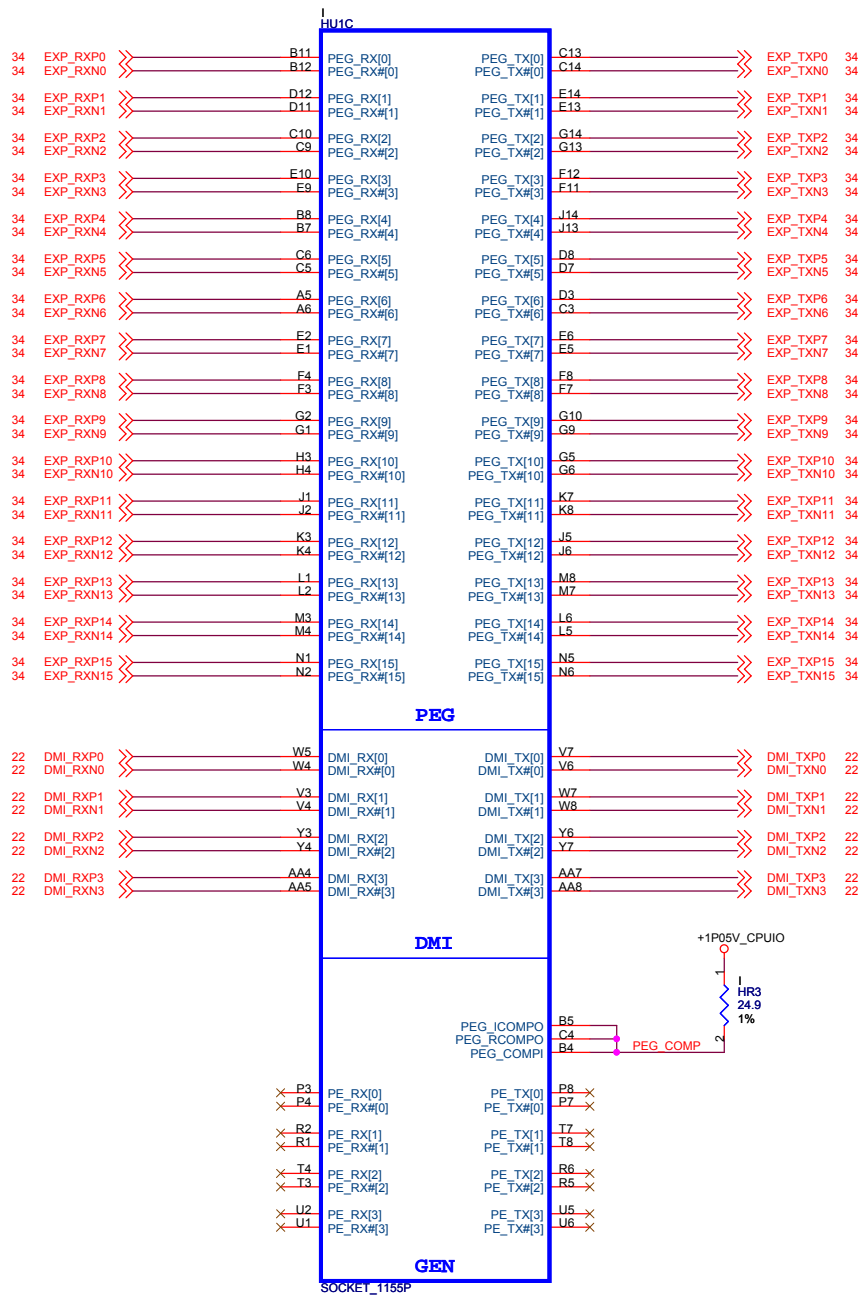 I
HU1C
34 EXP_RXP0 B11 PEG_RX[0] PEG_TX[0] C13 EXP_TXP0 34
34 EXP_RXN0 B12 PEG_RX#[0] PEG_TX#[0] C14 EXP_TXN0 34
34 EXP_RXP1 D12 PEG_RX[1] PEG_TX[1] E14 EXP_TXP1 34
34 EXP_RXN1 D11 PEG_RX#[1] PEG_TX#[1] E13 EXP_TXN1 34
34 EXP_RXP2 C10 PEG_RX[2] PEG_TX[2] G14 EXP_TXP2 34
34 EXP_RXN2 C9 PEG_RX#[2] PEG_TX#[2] G13 EXP_TXN2 34
34 EXP_RXP3 E10 PEG_RX[3] PEG_TX[3] F12 EXP_TXP3 34
34 EXP_RXN3 E9 PEG_RX#[3] PEG_TX#[3] F11 EXP_TXN3 34
34 EXP_RXP4 B8 PEG_RX[4] PEG_TX[4] J14 EXP_TXP4 34
34 EXP_RXN4 B7 PEG_RX#[4] PEG_TX#[4] J13 EXP_TXN4 34
34 EXP_RXP5 C6 PEG_RX[5] PEG_TX[5] D8 EXP_TXP5 34
34 EXP_RXN5 C5 PEG_RX#[5] PEG_TX#[5] D7 EXP_TXN5 34
34 EXP_RXP6 A5 PEG_RX[6] PEG_TX[6] D3 EXP_TXP6 34
34 EXP_RXN6 A6 PEG_RX#[6] PEG_TX#[6] C3 EXP_TXN6 34
34 EXP_RXP7 E2 PEG_RX[7] PEG_TX[7] E6 EXP_TXP7 34
34 EXP_RXN7 E1 PEG_RX#[7] PEG_TX#[7] E5 EXP_TXN7 34
34 EXP_RXP8 F4 PEG_RX[8] PEG_TX[8] F8 EXP_TXP8 34
34 EXP_RXN8 F3 PEG_RX#[8] PEG_TX#[8] F7 EXP_TXN8 34
34 EXP_RXP9 G2 PEG_RX[9] PEG_TX[9] G10 EXP_TXP9 34
34 EXP_RXN9 G1 PEG_RX#[9] PEG_TX#[9] G9 EXP_TXN9 34
34 EXP_RXP10 H3 PEG_RX[10] PEG_TX[10] G5 EXP_TXP10 34
34 EXP_RXN10 H4 PEG_RX#[10] PEG_TX#[10] G6 EXP_TXN10 34
34 EXP_RXP11 J1 PEG_RX[11] PEG_TX[11] K7 EXP_TXP11 34
34 EXP_RXN11 J2 PEG_RX#[11] PEG_TX#[11] K8 EXP_TXN11 34
34 EXP_RXP12 K3 PEG_RX[12] PEG_TX[12] J5 EXP_TXP12 34
34 EXP_RXN12 K4 PEG_RX#[12] PEG_TX#[12] J6 EXP_TXN12 34
34 EXP_RXP13 L1 PEG_RX[13] PEG_TX[13] M8 EXP_TXP13 34
34 EXP_RXN13 L2 PEG_RX#[13] PEG_TX#[13] M7 EXP_TXN13 34
34 EXP_RXP14 M3 PEG_RX[14] PEG_TX[14] L6 EXP_TXP14 34
34 EXP_RXN14 M4 PEG_RX#[14] PEG_TX#[14] L5 EXP_TXN14 34
34 EXP_RXP15 N1 PEG_RX[15] PEG_TX[15] N5 EXP_TXP15 34
34 EXP_RXN15 N2 PEG_RX#[15] PEG_TX#[15] N6 EXP_TXN15 34
PEG
22 DMI_RXP0 W5 DMI_RX[0] DMI_TX[0] V7 DMI_TXP0 22
22 DMI_RXN0 W4 DMI_RX#[0] DMI_TX#[0] V6 DMI_TXN0 22
22 DMI_RXP1 V3 DMI_RX[1] DMI_TX[1] W7 DMI_TXP1 22
22 DMI_RXN1 V4 DMI_RX#[1] DMI_TX#[1] W8 DMI_TXN1 22
22 DMI_RXP2 Y3 DMI_RX[2] DMI_TX[2] Y6 DMI_TXP2 22
22 DMI_RXN2 Y4 DMI_RX#[2] DMI_TX#[2] Y7 DMI_TXN2 22
22 DMI_RXP3 AA4 DMI_RX[3] DMI_TX[3] AA7 DMI_TXP3 22
22 DMI_RXN3 AA5 DMI_RX#[3] DMI_TX#[3] AA8 DMI_TXN3 22
DMI
+1P05V_CPUIO
1
I
HR3
24.9
1%
2
PEG_ICOMPO B5
PEG_RCOMPO C4
PEG_COMPI B4 PEG_COMP
P3 PE_RX[0] PE_TX[0] P8
P4 PE_RX#[0] PE_TX#[0] P7
R2 PE_RX[1] PE_TX[1] T7
R1 PE_RX#[1] PE_TX#[1] T8
T4 PE_RX[2] PE_TX[2] R6
T3 PE_RX#[2] PE_TX#[2] R5
U2 PE_RX[3] PE_TX[3] U5
U1 PE_RX#[3] PE_TX#[3] U6
GEN
SOCKET_1155P